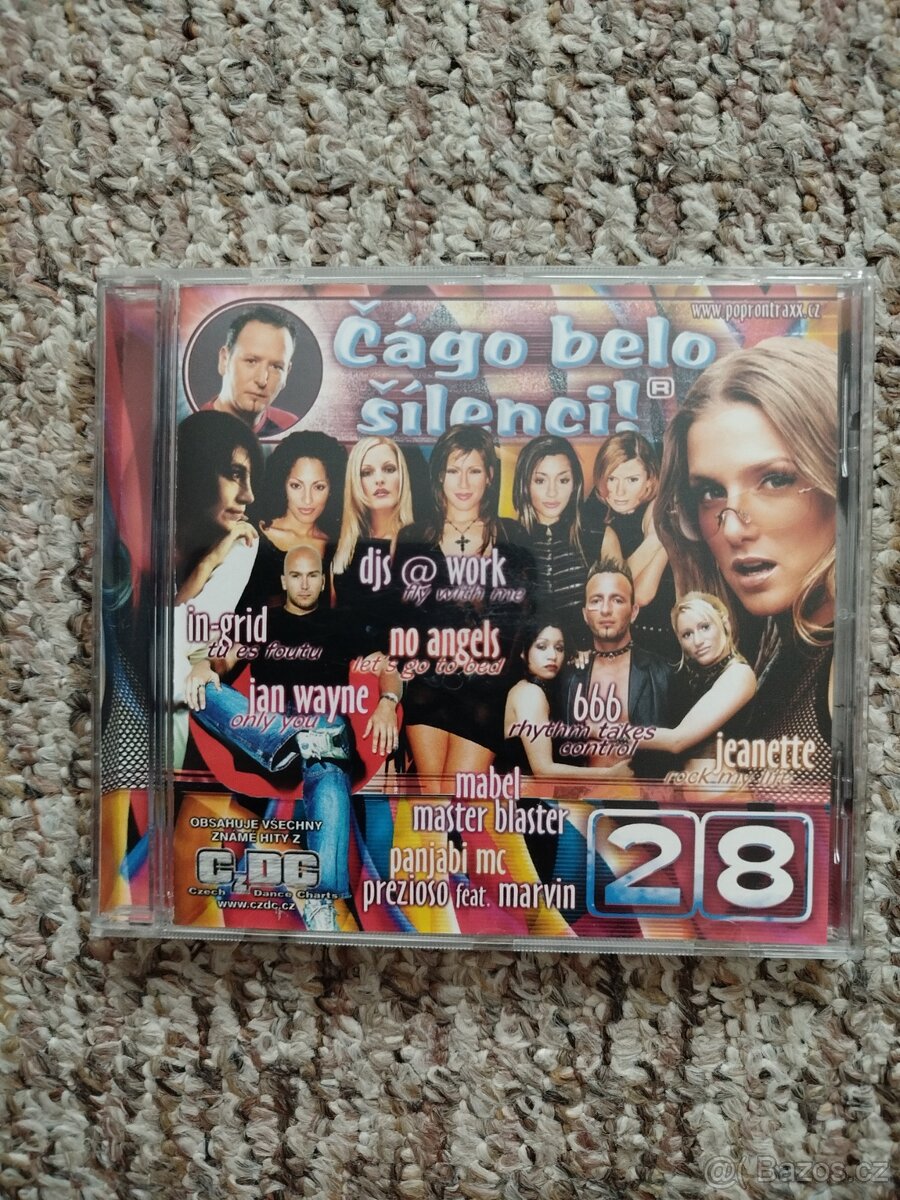 www.poprontraxx.cz
Čágo belo
šílenci!®
djs @ work
fly with me
in-grid
tu es foutu
no angels
let's go to bed
jan wayne
only you
666
rhythm takes
control
jeanette
rock my life
mabel
master blaster
panjabi mc
prezioso feat. marvin
28
OBSAHUJE VŠECHNY
ZNÁMÉ HITY Z
CZDC
Czech Dance Charts
www.czdc.cz
@ Bazos.cz